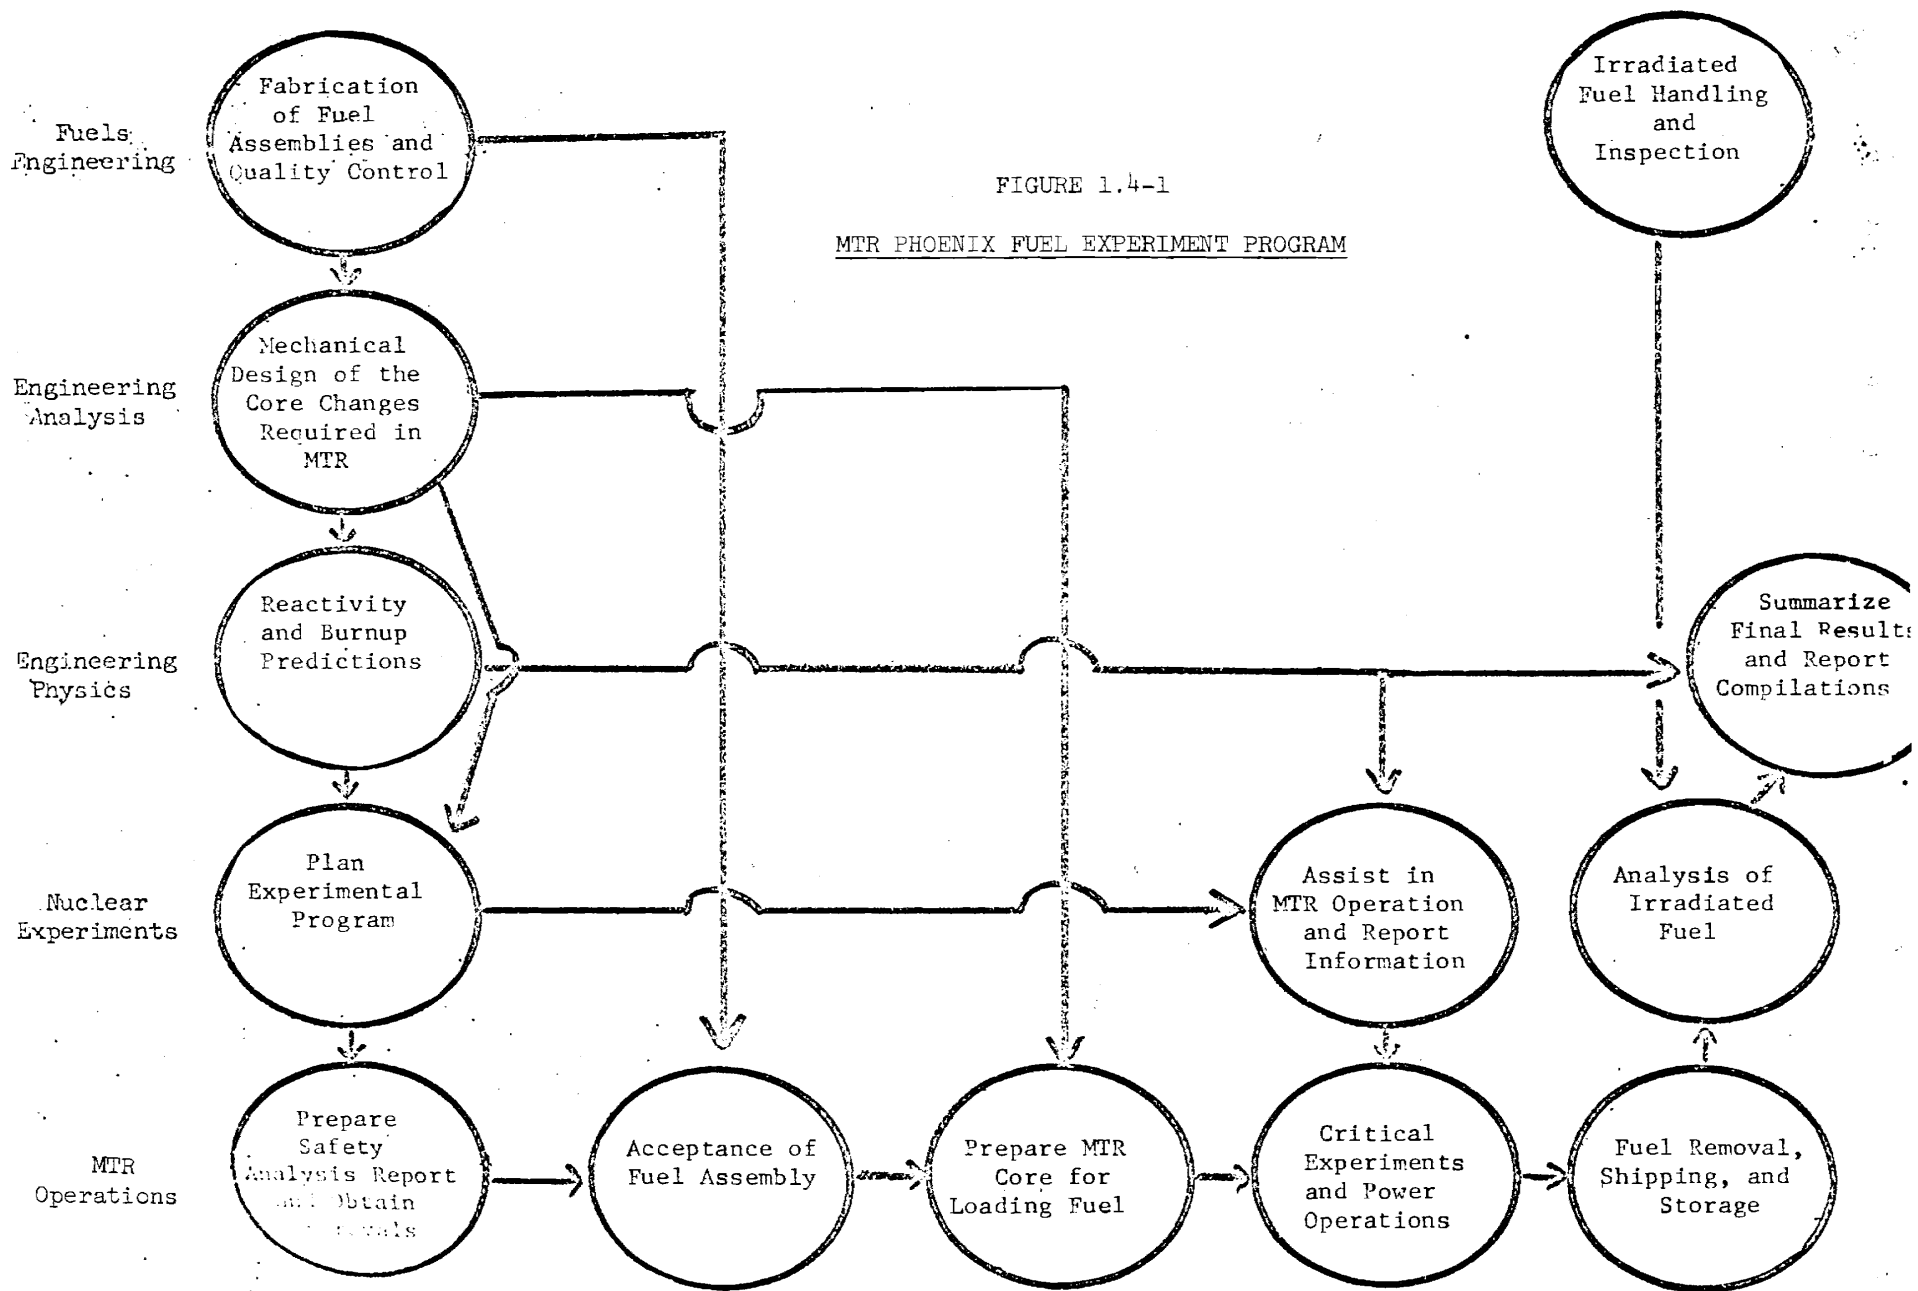 Fabrication
of Fuel
Assemblies and
Quality Control
Irradiated
Fuel Handling
and
Inspection
Fuels
Engineering
FIGURE 1.4-1
MTR PHOENIX FUEL EXPERIMENT PROGRAM
Mechanical
Design of the
Core Changes
Required in
MTR
Engineering
Analysis
Reactivity
and Burnup
Predictions
Summarize
Final Results
and Report
Compilations
Engineering
Physics
Plan
Experimental
Program
Assist in
MTR Operation
and Report
Information
Analysis of
Irradiated
Fuel
Nuclear
Experiments
Prepare
Safety
Analysis Report
and Obtain
Acceptance of
Fuel Assembly
Prepare MTR
Core for
Loading Fuel
Critical
Experiments
and Power
Operations
Fuel Removal,
Shipping, and
Storage
MTR
Operations